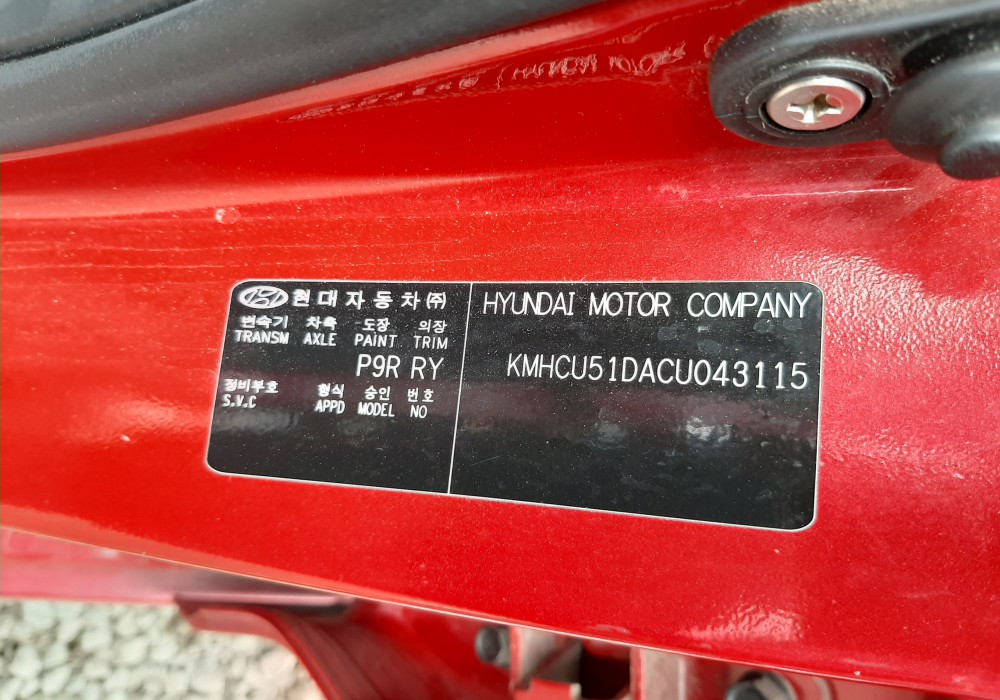 현대자동차㈜
변속기 차축 도장 의장
TRANSM AXLE PAINT TRIM
P9R RY
정비부호 형식 승인 번호
S.V.C APPD MODEL NO
HYUNDAI MOTOR COMPANY
KMHCU51DACU043115